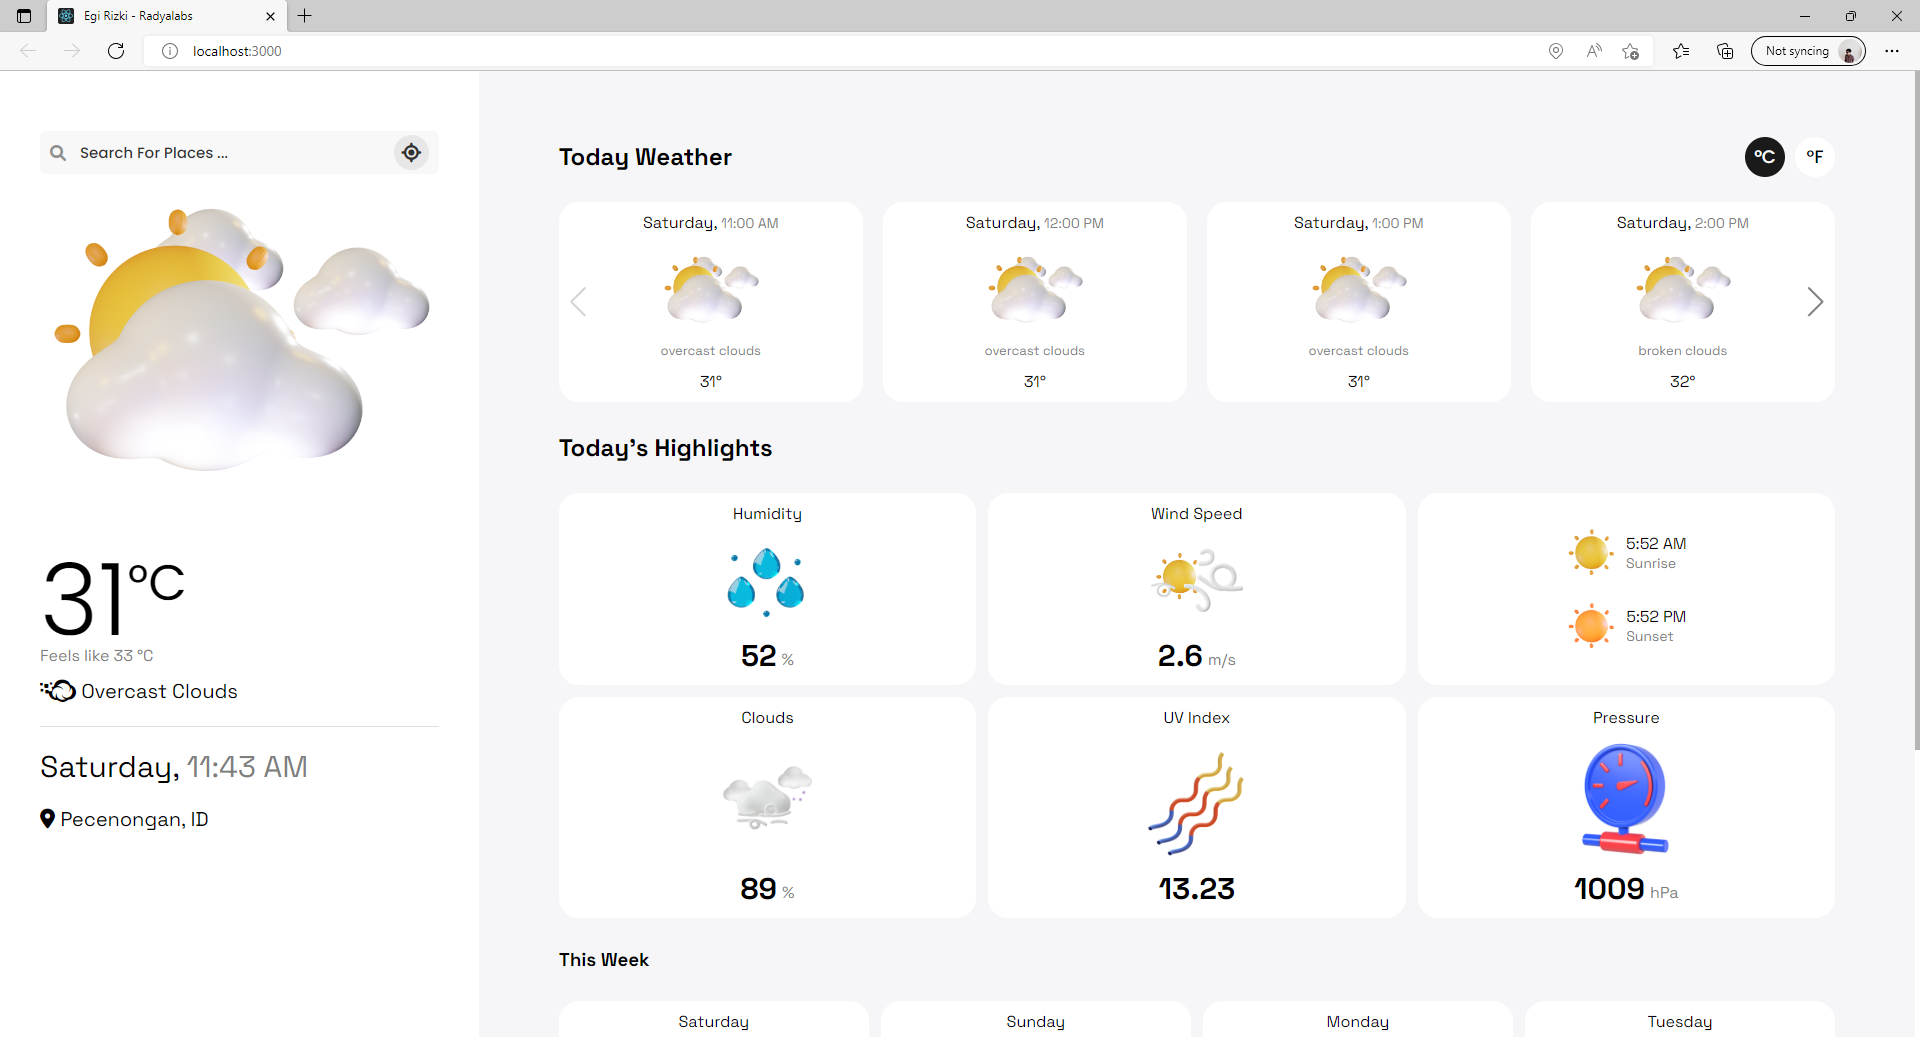 Egi Rizki - Radyalabs
localhost:3000
Not syncing
Search For Places ...
31°C
Feels like 33 °C
Overcast Clouds
Saturday, 11:43 AM
Pecenongan, ID
Today Weather
°C °F
Saturday, 11:00 AM
overcast clouds
31°
Saturday, 12:00 PM
overcast clouds
31°
Saturday, 1:00 PM
overcast clouds
31°
Saturday, 2:00 PM
broken clouds
32°
Today's Highlights
Humidity
52 %
Wind Speed
2.6 m/s
5:52 AM
Sunrise
5:52 PM
Sunset
Clouds
89 %
UV Index
13.23
Pressure
1009 hPa
This Week
Saturday
Sunday
Monday
Tuesday